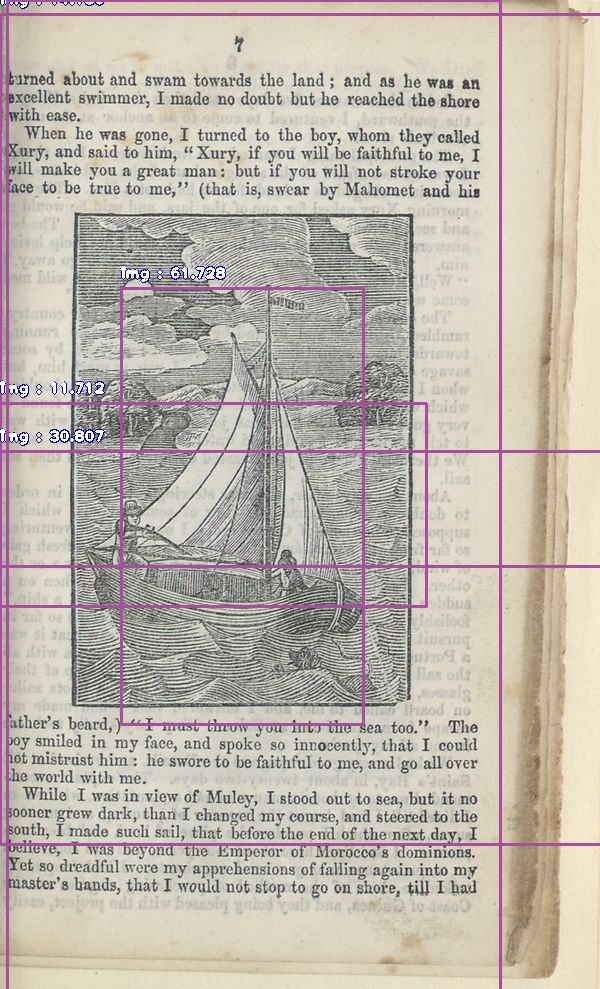 Img : 61.728
Img : 11.712
Img : 30.807
7
turned about and swam towards the land ; and as he was an
excellent swimmer, I made no doubt but he reached the shore
with ease.
When he was gone, I turned to the boy, whom they called
Xury, and said to him, “ Xury, if you will be faithful to me, I
will make you a great man : but if you will not stroke your
face to be true to me,” (that is, swear by Mahomet and his
father’s beard,) “ I must throw you into the sea too.” The
boy smiled in my face, and spoke so innocently, that I could
not mistrust him : he swore to be faithful to me, and go all over
the world with me.
While I was in view of Muley, I stood out to sea, but it no
sooner grew dark, than I changed my course, and steered to the
south, I made such sail, that before the end of the next day, I
believe, I was beyond the Emperor of Morocco’s dominions.
Yet so dreadful were my apprehensions of falling again into my
master’s hands, that I would not stop to go on shore, till I had